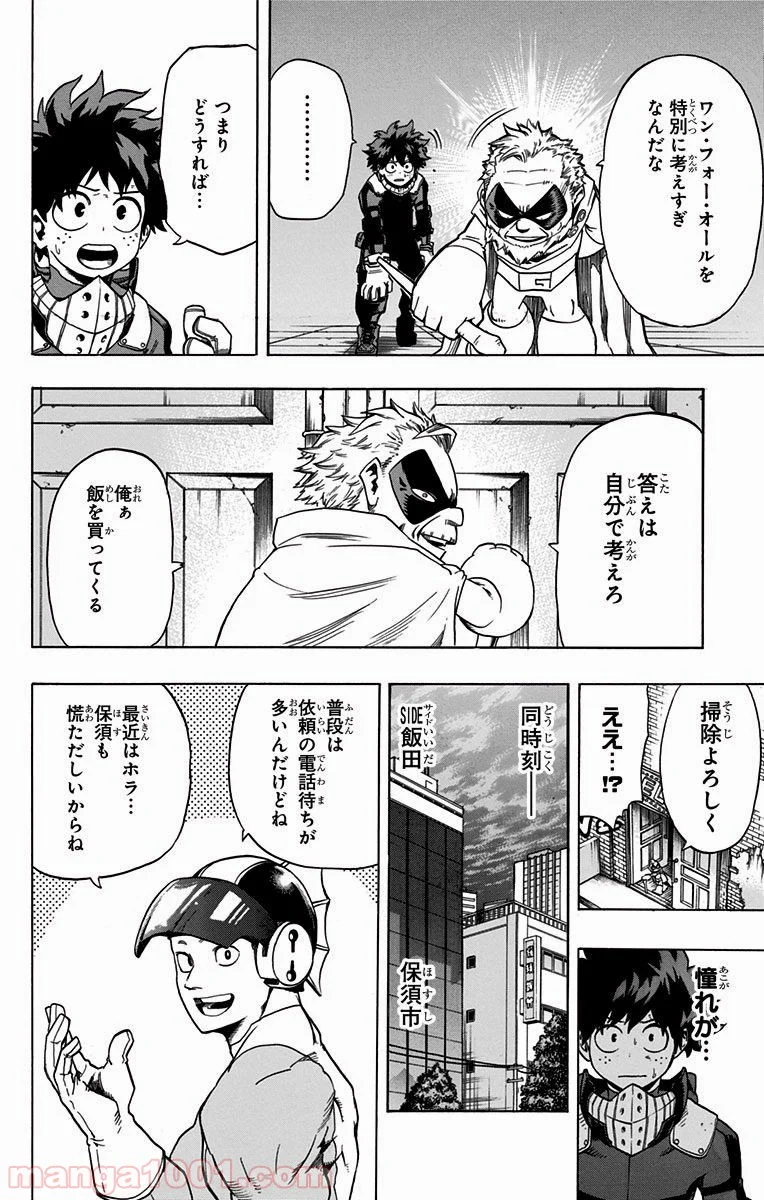 ワン・フォー・オールを
特別に考えすぎ
なんだな
…………
つまり
どうすれば…
答えは
自分で考えろ
俺ぁ
飯を買ってくる
掃除よろしく
ええ…!?
憧れが…
同時刻――
SIDE飯田
保須市
普段は
依頼の電話待ちが
多いんだけどね
最近はホラ…
保須も
慌ただしいからね
manga1001.com